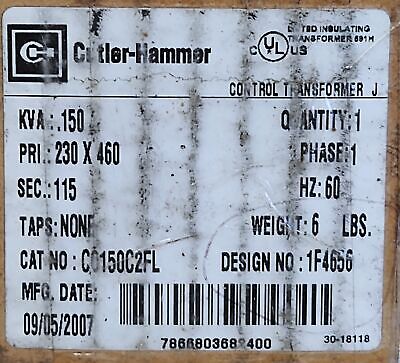 Cutler-Hammer
C UL US
LISTED INSULATING
TRANSFORMER 591H
CONTROL TRANSFORMER J
KVA: .150 QUANTITY: 1
PRI.: 230 X 460 PHASE: 1
SEC.: 115 HZ: 60
TAPS: NONE WEIGHT: 6 LBS.
CAT NO: C0150C2FL DESIGN NO: 1F4656
MFG. DATE:
09/05/2007
30-18118